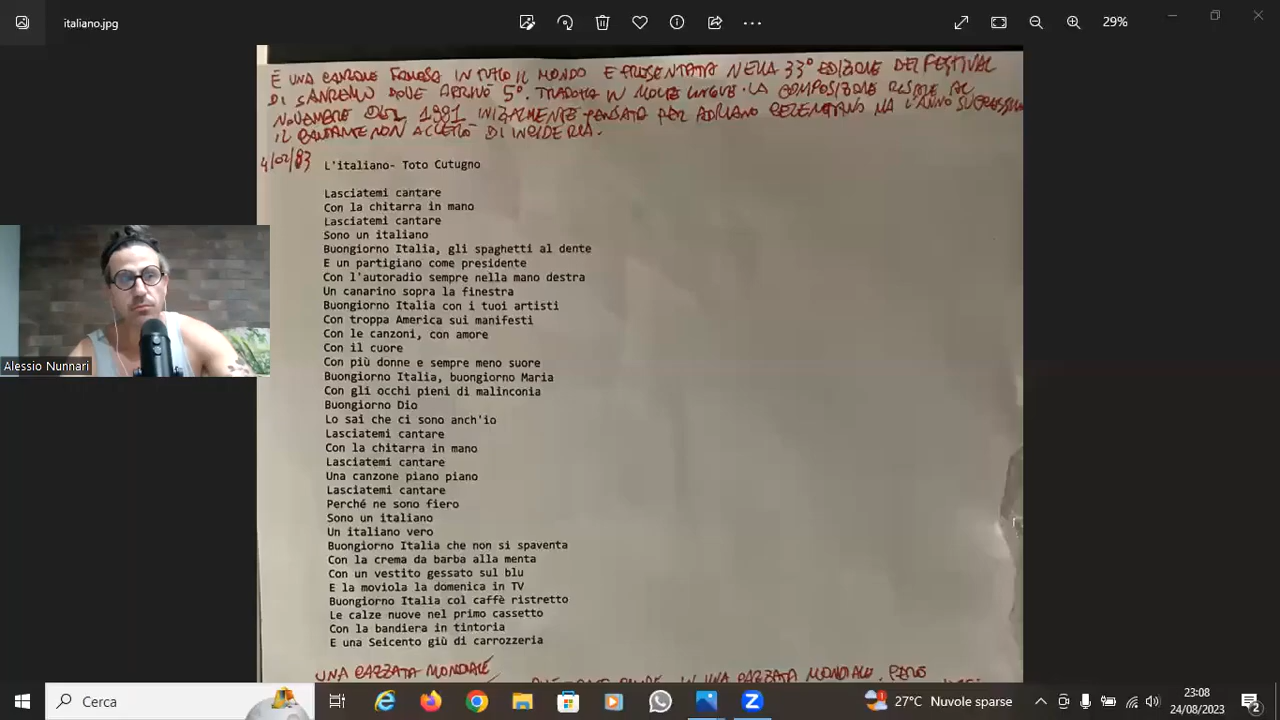 italiano.jpg
29%
È UNA CANZONE FAMOSA IN TUTTO IL MONDO E PRESENTATA NELLA 33° EDIZIONE DEL FESTIVAL
DI SANREMO DOVE ARRIVÒ 5°. TRADOTTA IN MOLTE LINGUE. LA COMPOSIZIONE RISALE AL
NOVEMBRE DEL 1981 INIZIALMENTE PENSATA PER ADRIANO CELENTANO MA L'ANNO SUCCESSIVO
IL CANTANTE NON ACCETTÒ DI INCIDERLA.
4/02/83
L'italiano- Toto Cutugno
Lasciatemi cantare
Con la chitarra in mano
Lasciatemi cantare
Sono un italiano
Buongiorno Italia, gli spaghetti al dente
E un partigiano come presidente
Con l'autoradio sempre nella mano destra
Un canarino sopra la finestra
Buongiorno Italia con i tuoi artisti
Con troppa America sui manifesti
Con le canzoni, con amore
Con il cuore
Con più donne e sempre meno suore
Buongiorno Italia, buongiorno Maria
Con gli occhi pieni di malinconia
Buongiorno Dio
Lo sai che ci sono anch'io
Lasciatemi cantare
Con la chitarra in mano
Lasciatemi cantare
Una canzone piano piano
Lasciatemi cantare
Perché ne sono fiero
Sono un italiano
Un italiano vero
Buongiorno Italia che non si spaventa
Con la crema da barba alla menta
Con un vestito gessato sul blu
E la moviola la domenica in TV
Buongiorno Italia col caffè ristretto
Le calze nuove nel primo cassetto
Con la bandiera in tintoria
E una Seicento giù di carrozzeria
UNA MONDIALE
IN UNA MONDIALE
Alessio Nunnari
Cerca
27°C Nuvole sparse
23:08
24/08/2023
2